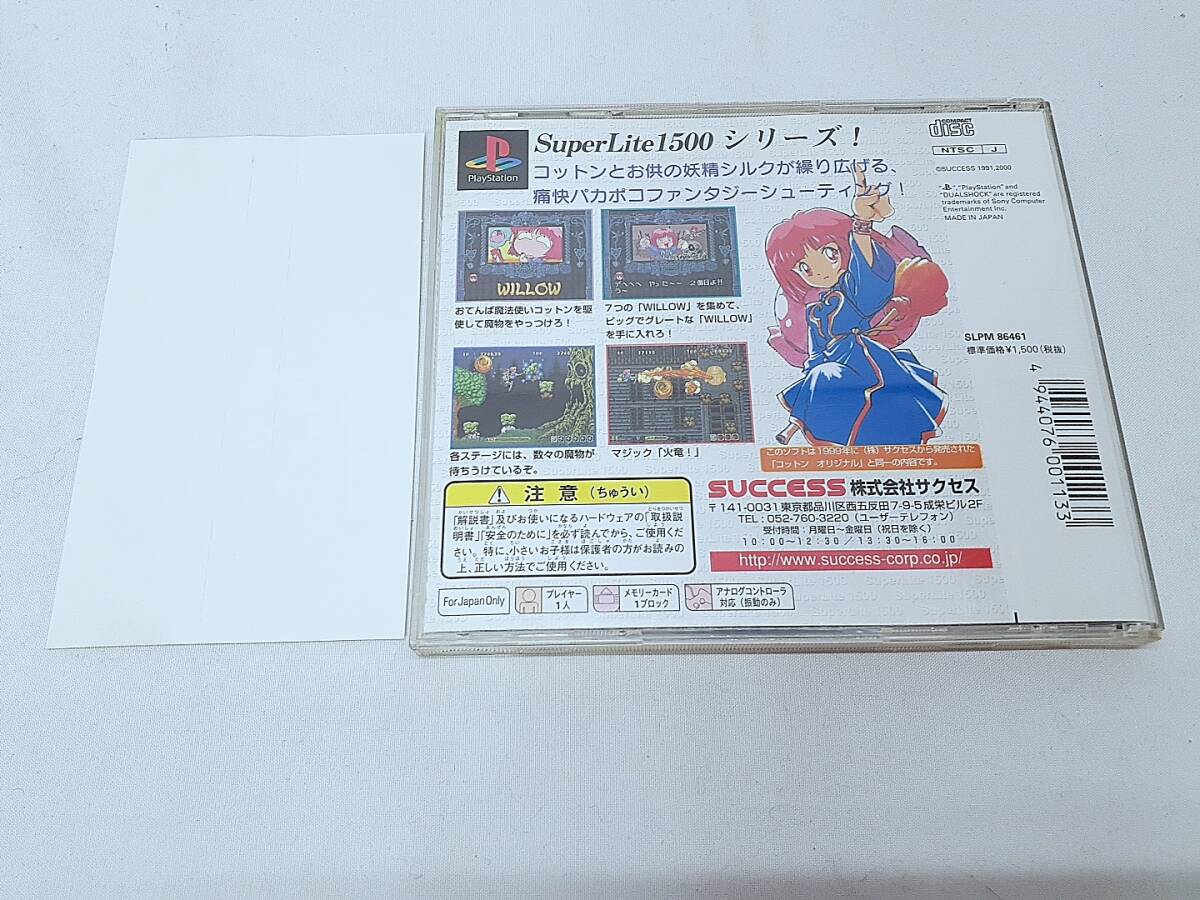 PlayStation
SuperLite1500 シリーズ!
コットンとお供の妖精シルクが繰り広げる、
痛快パカポコファンタジーシューティング!
COMPACT
disc
NTSC J
©SUCCESS 1991,2000
"PS", "PlayStation" and
"DUALSHOCK" are registered
trademarks of Sony Computer
Entertainment Inc.
MADE IN JAPAN
WILLOW
おてんば魔法使いコットンを駆
使して魔物をやっつけろ!
7つの「WILLOW」を集めて、
ビッグでグレートな「WILLOW」
を手に入れろ!
各ステージには、数々の魔物が
待ちうけているぞ。
マジック「火竜!」
SLPM 86461
標準価格¥1,500(税抜)
4 944076 001133
このソフトは1999年に(株)サクセスから発売された
「コットン オリジナル」と同一の内容です。
SUCCESS 株式会社サクセス
〒141-0031 東京都品川区西五反田7-9-5成栄ビル2F
TEL:052-760-3220(ユーザーテレフォン)
受付時間:月曜日~金曜日(祝日を除く)
10:00~12:30/13:30~16:00
http://www.success-corp.co.jp/
注意(ちゅうい)
「解説書」及びお使いになるハードウェアの「取扱説
明書」「安全のために」を必ず読んでから、ご使用くだ
さい。特に、小さいお子様は保護者の方がお読みの
上、正しい方法でご使用ください。
For Japan Only
プレイヤー
1人
メモリーカード
1ブロック
アナログコントローラ
対応(振動のみ)